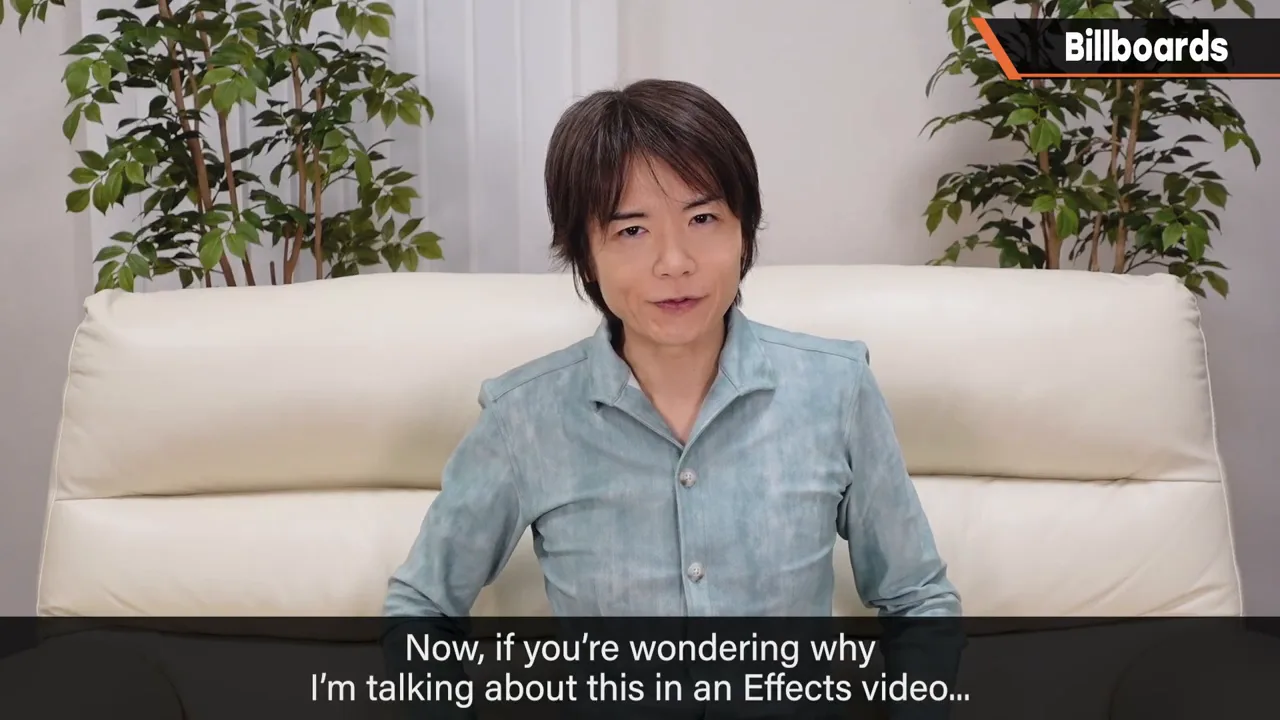 Billboards
Now, if you're wondering why
I'm talking about this in an Effects video...